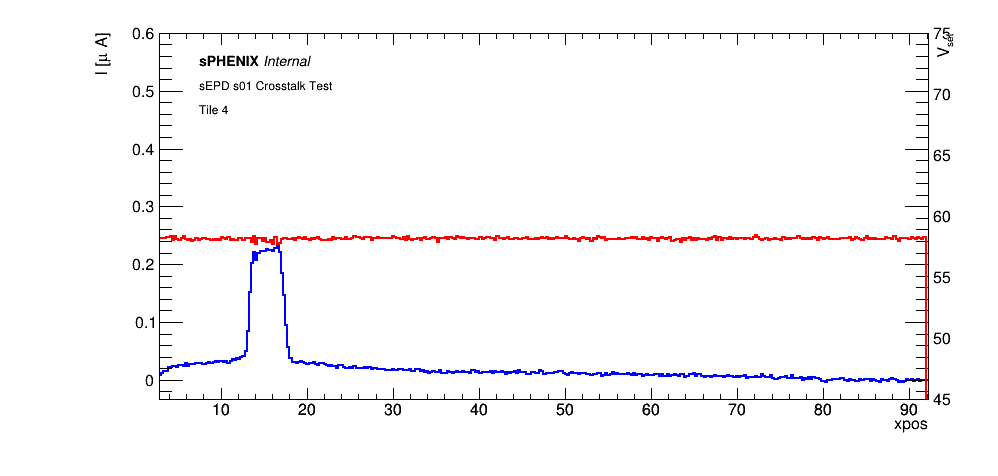 I [μ A]
0.6
0.5
0.4
0.3
0.2
0.1
0
sPHENIX Internal
sEPD s01 Crosstalk Test
Tile 4
75
V set
70
65
60
55
50
45
10 20 30 40 50 60 70 80 90
xpos